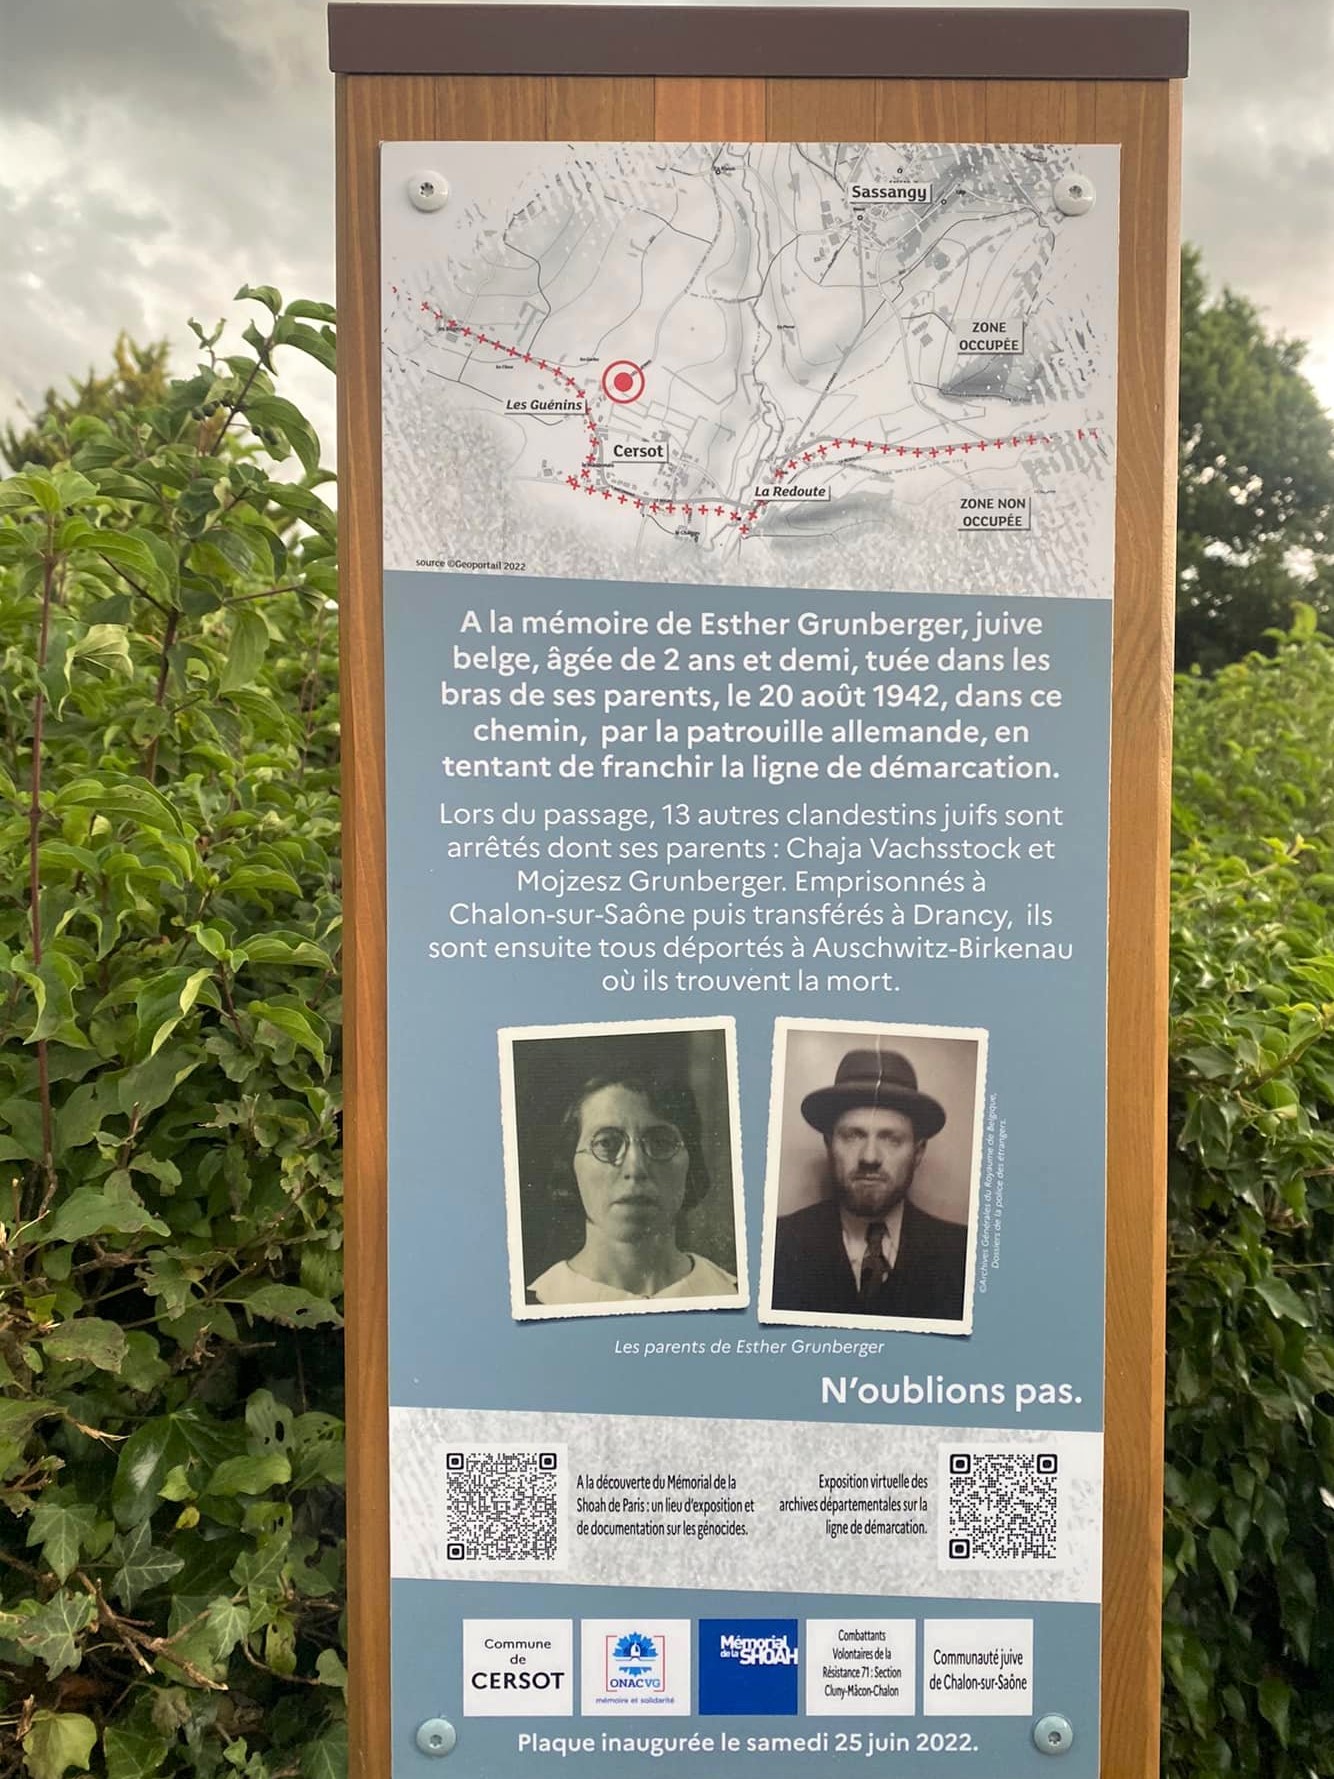 Sassangy
ZONE
OCCUPÉE
Les Guénins
Cersot
La Redoute
ZONE NON
OCCUPÉE
source ©Geoportail 2022
A la mémoire de Esther Grunberger, juive
belge, âgée de 2 ans et demi, tuée dans les
bras de ses parents, le 20 août 1942, dans ce
chemin, par la patrouille allemande, en
tentant de franchir la ligne de démarcation.
Lors du passage, 13 autres clandestins juifs sont
arrêtés dont ses parents : Chaja Vachsstock et
Mojzesz Grunberger. Emprisonnés à
Chalon-sur-Saône puis transférés à Drancy, ils
sont ensuite tous déportés à Auschwitz-Birkenau
où ils trouvent la mort.
©Archives Générales du Royaume de Belgique,
Dossiers de la police des étrangers.
Les parents de Esther Grunberger
N'oublions pas.
A la découverte du Mémorial de la
Shoah de Paris : un lieu d'exposition et
de documentation sur les génocides.
Exposition virtuelle des
archives départementales sur la
ligne de démarcation.
Commune
de
CERSOT
ONACVG
mémoire et solidarité
Mémorial
de la SHOAH
Combattants
Volontaires de la
Résistance 71 : Section
Cluny-Mâcon-Chalon
Communauté juive
de Chalon-sur-Saône
Plaque inaugurée le samedi 25 juin 2022.